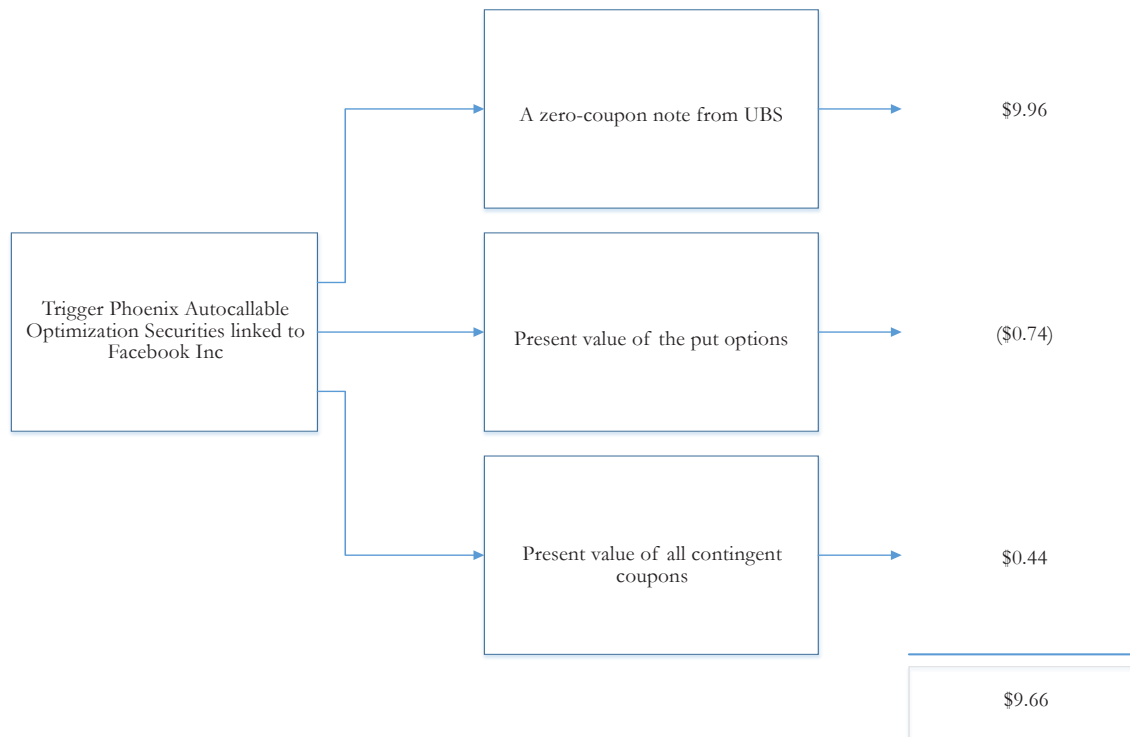 A zero-coupon note from UBS
$9.96
Trigger Phoenix Autocallable
Optimization Securities linked to
Facebook Inc
Present value of the put options
($0.74)
Present value of all contingent
coupons
$0.44
$9.66